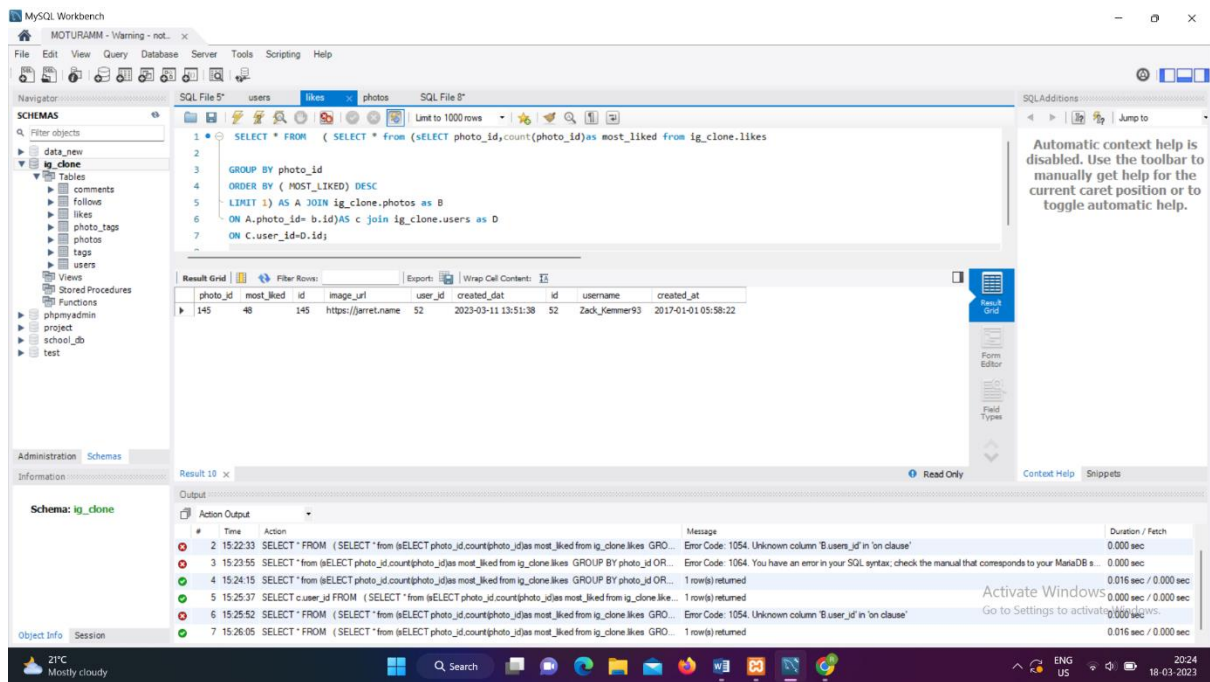 MySQL Workbench
MOTURAMM - Warning - not... ×
File Edit View Query Database Server Tools Scripting Help
Navigator
SCHEMAS
Filter objects
data_new
ig_clone
Tables
comments
follows
likes
photo_tags
photos
tags
users
Views
Stored Procedures
Functions
phpmyadmin
project
school_db
test
Administration Schemas
Information
Schema: ig_clone
Object Info Session
SQL File 5* users likes × photos SQL File 8*
Limit to 1000 rows
1 SELECT * FROM ( SELECT * from (sELECT photo_id,count(photo_id)as most_liked from ig_clone.likes
2
3 GROUP BY photo_id
4 ORDER BY ( MOST_LIKED) DESC
5 LIMIT 1) AS A JOIN ig_clone.photos as B
6 ON A.photo_id= b.id)AS c join ig_clone.users as D
7 ON C.user_id=D.id;
Result Grid Filter Rows: Export: Wrap Cell Content:
photo_id most_liked id image_url user_id created_dat id username created_at
145 48 145 https://jarret.name 52 2023-03-11 13:51:38 52 Zack_Kemmer93 2017-01-01 05:58:22
Result Grid
Form Editor
Field Types
Result 10 × Read Only
SQLAdditions
Jump to
Automatic context help is
disabled. Use the toolbar to
manually get help for the
current caret position or to
toggle automatic help.
Context Help Snippets
Output
Action Output
# Time Action Message Duration / Fetch
2 15:22:33 SELECT * FROM ( SELECT * from (sELECT photo_id,count(photo_id)as most_liked from ig_clone.likes GRO... Error Code: 1054. Unknown column 'B.users_id' in 'on clause' 0.000 sec
3 15:23:55 SELECT * FROM ( SELECT * from (sELECT photo_id,count(photo_id)as most_liked from ig_clone.likes GRO... Error Code: 1064. You have an error in your SQL syntax; check the manual that corresponds to your MariaDB s... 0.000 sec
4 15:24:15 SELECT * from (sELECT photo_id,count(photo_id)as most_liked from ig_clone.likes GROUP BY photo_id OR... 1 row(s) returned 0.016 sec / 0.000 sec
5 15:25:37 SELECT c.user_id FROM ( SELECT * from (sELECT photo_id,count(photo_id)as most_liked from ig_clone.like... 1 row(s) returned 0.000 sec / 0.000 sec
6 15:25:52 SELECT * FROM ( SELECT * from (sELECT photo_id,count(photo_id)as most_liked from ig_clone.likes GRO... Error Code: 1054. Unknown column 'B.user_id' in 'on clause' 0.000 sec
7 15:26:05 SELECT * FROM ( SELECT * from (sELECT photo_id,count(photo_id)as most_liked from ig_clone.likes GRO... 1 row(s) returned 0.016 sec / 0.000 sec
Activate Windows
Go to Settings to activate Windows.
21°C
Mostly cloudy
Search
ENG
US
20:24
18-03-2023